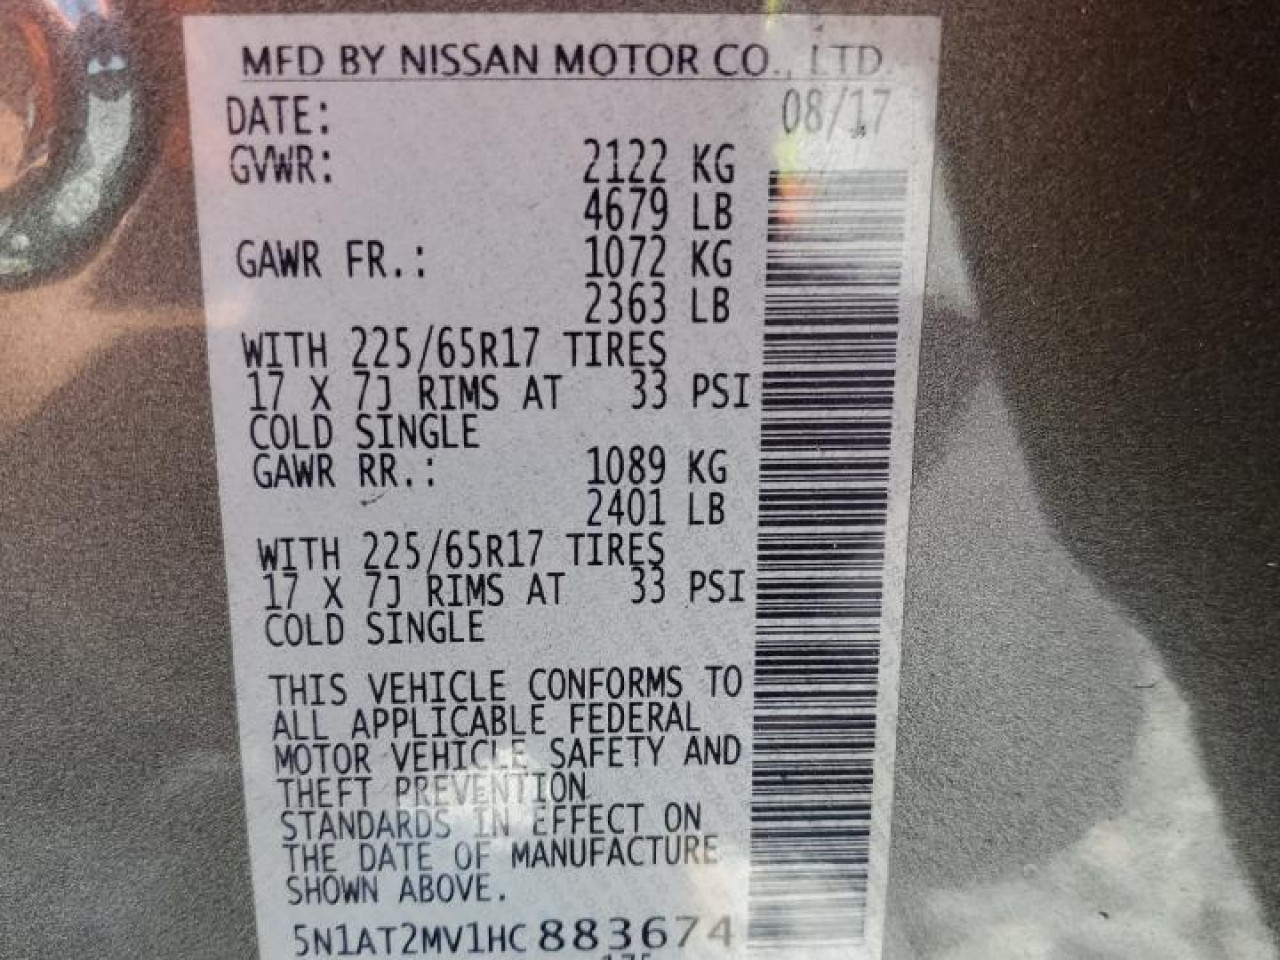 MFD BY NISSAN MOTOR CO., LTD.
DATE: 08/17
GVWR: 2122 KG
4679 LB
GAWR FR.: 1072 KG
2363 LB
WITH 225/65R17 TIRES
17 X 7J RIMS AT 33 PSI
COLD SINGLE
GAWR RR.: 1089 KG
2401 LB
WITH 225/65R17 TIRES
17 X 7J RIMS AT 33 PSI
COLD SINGLE
THIS VEHICLE CONFORMS TO
ALL APPLICABLE FEDERAL
MOTOR VEHICLE SAFETY AND
THEFT PREVENTION
STANDARDS IN EFFECT ON
THE DATE OF MANUFACTURE
SHOWN ABOVE.
5N1AT2MV1HC883674